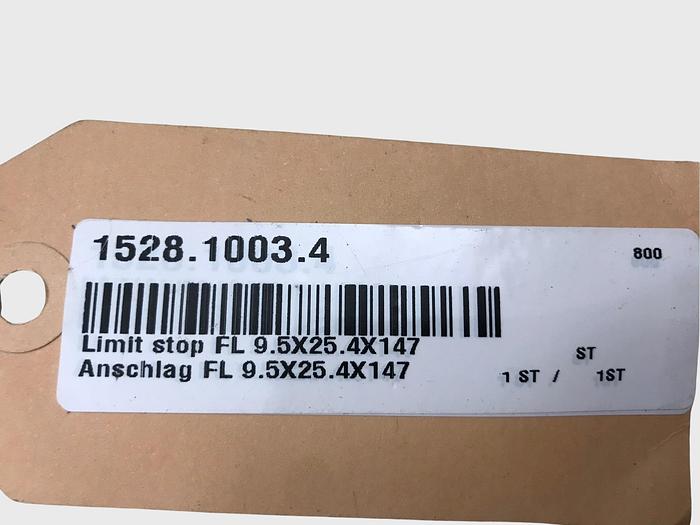 1528.1003.4 800
Limit stop FL 9.5X25.4X147
ST
Anschlag FL 9.5X25.4X147
1 ST / 1ST